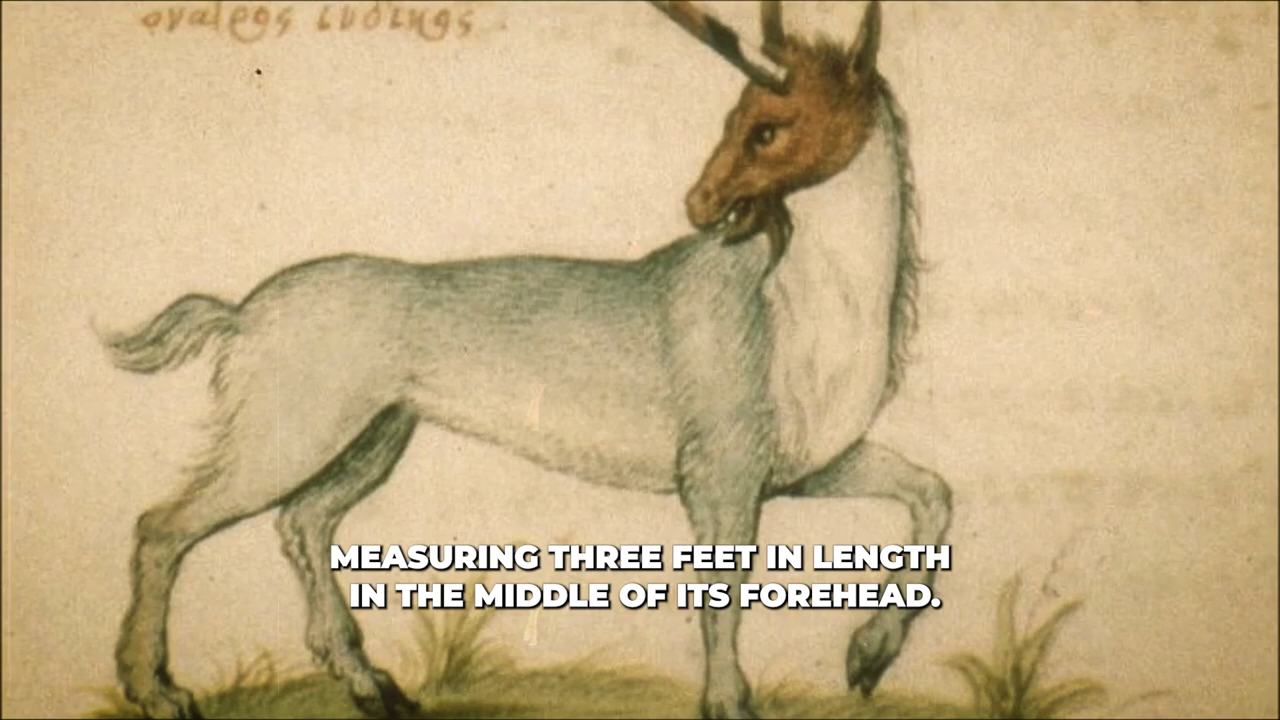 MEASURING THREE FEET IN LENGTH
IN THE MIDDLE OF ITS FOREHEAD.